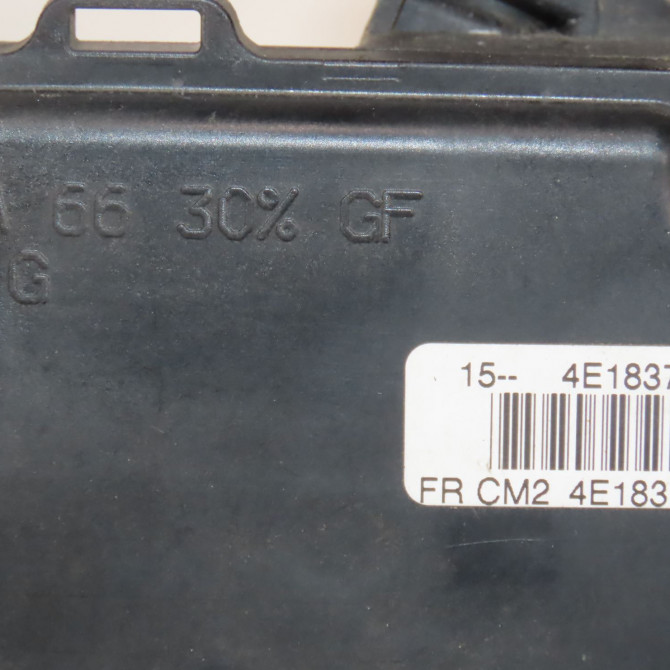 66 30% GF
G
15-- 4E1837
FR CM2 4E183